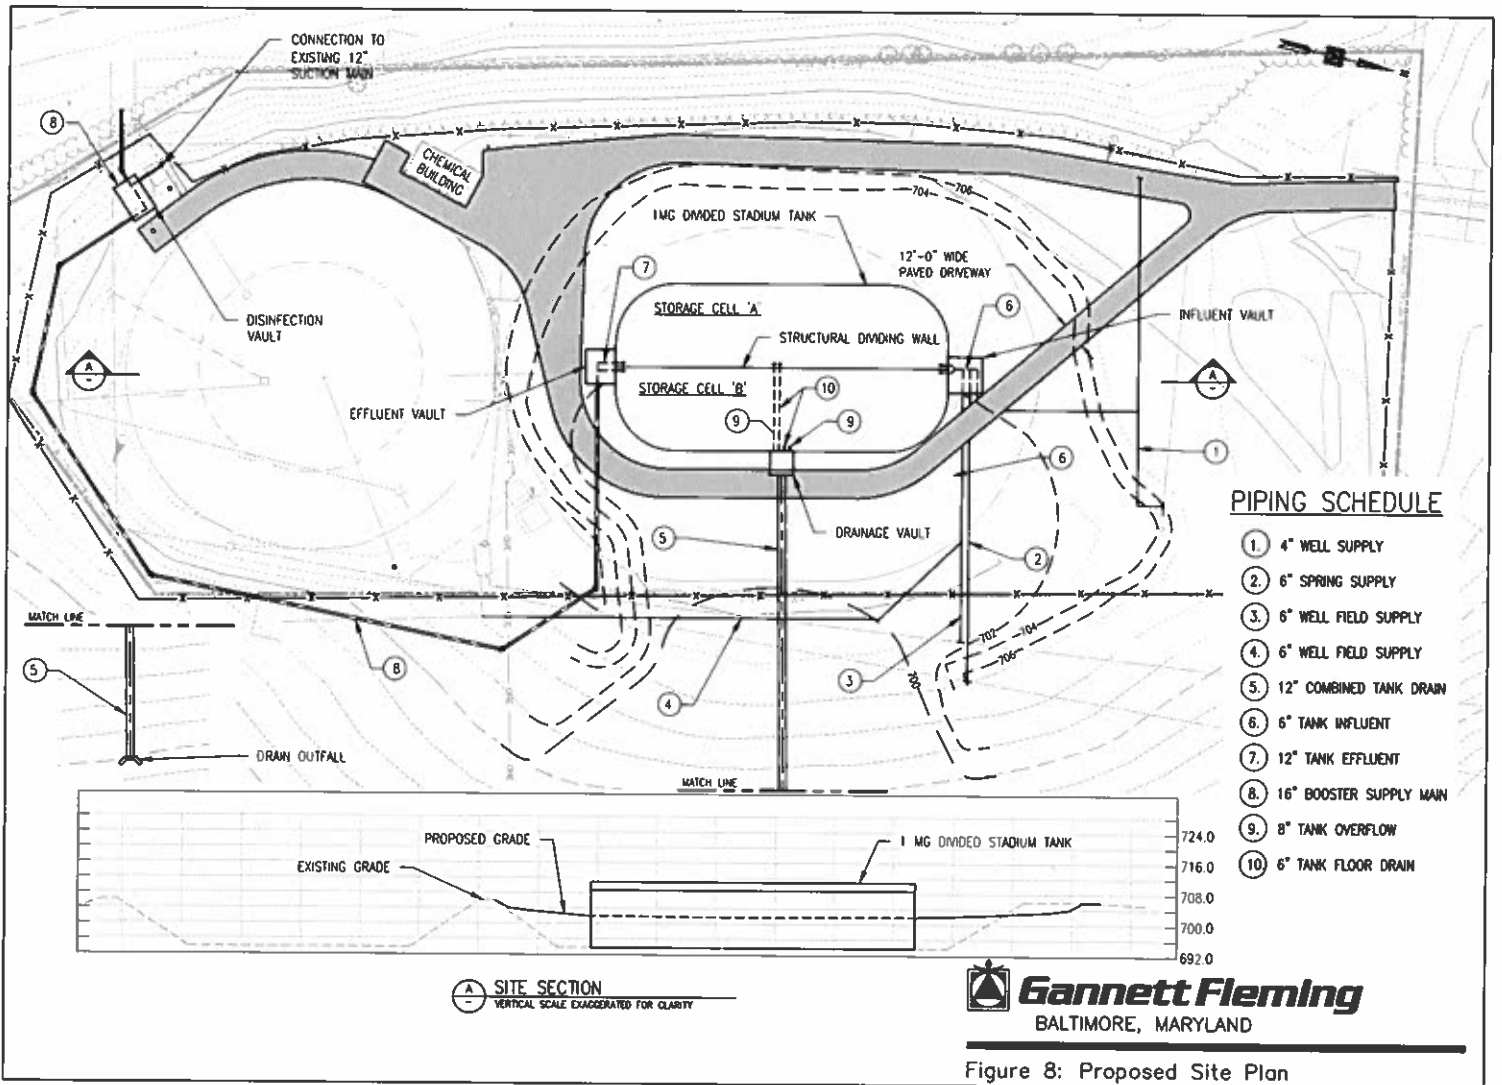 CONNECTION TO
EXISTING 12"
SUCTION MAIN
8
CHEMICAL
BUILDING
704
706
1MG DIVIDED STADIUM TANK
12"-0" WIDE
PAVED DRIVEWAY
7
6
STORAGE CELL 'A'
STRUCTURAL DIVIDING WALL
INFLUENT VAULT
DISINFECTION
VAULT
A
A
STORAGE CELL 'B'
10
EFFLUENT VAULT
9
9
6
1
DRAINAGE VAULT
5
2
PIPING SCHEDULE
1. 4" WELL SUPPLY
2. 6" SPRING SUPPLY
3. 6" WELL FIELD SUPPLY
4. 6" WELL FIELD SUPPLY
5. 12" COMBINED TANK DRAIN
6. 6" TANK INFLUENT
7. 12" TANK EFFLUENT
8. 16" BOOSTER SUPPLY MAIN
9. 8" TANK OVERFLOW
10 6" TANK FLOOR DRAIN
MATCH LINE
702
704
706
700
5
8
3
4
DRAIN OUTFALL
MATCH LINE
PROPOSED GRADE
1 MG DIVIDED STADIUM TANK
EXISTING GRADE
724.0
716.0
708.0
700.0
692.0
A
SITE SECTION
VERTICAL SCALE EXAGGERATED FOR CLARITY
Gannett Fleming
BALTIMORE, MARYLAND
Figure 8: Proposed Site Plan